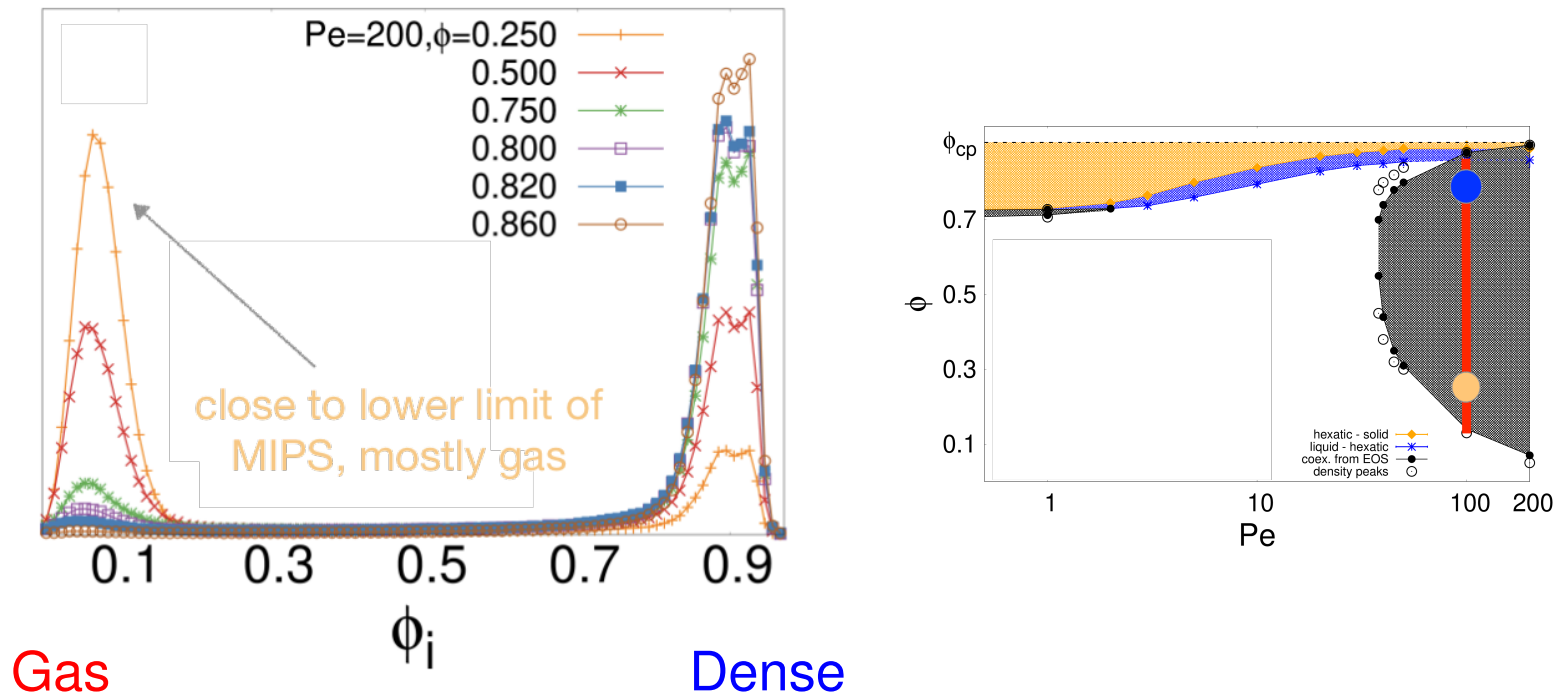 Pe=200,ϕ=0.250
0.500
0.750
0.800
0.820
0.860
close to lower limit of
MIPS, mostly gas
0.1 0.3 0.5 0.7 0.9
ϕi
Gas Dense
ϕcp
0.7
0.5
0.3
0.1
ϕ
hexatic - solid
liquid - hexatic
coex. from EOS
density peaks
1 10 100 200
Pe